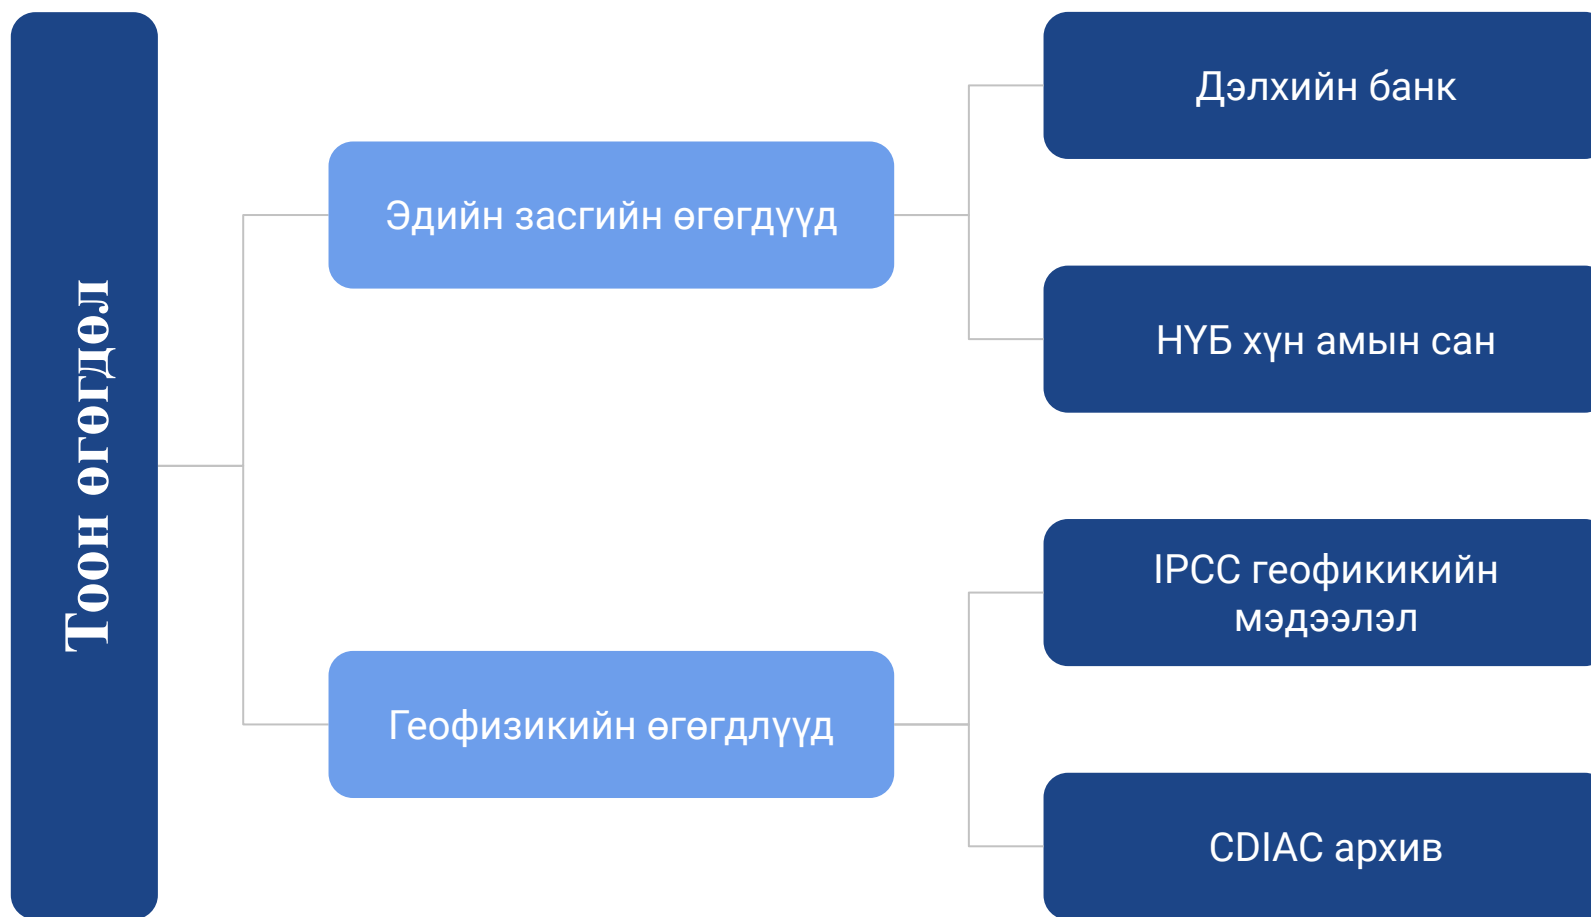 Тоон өгөгдөл
Эдийн засгийн өгөгдүүд
Дэлхийн банк
НҮБ хүн амын сан
Геофизикийн өгөгдлүүд
IPCC геофикикийн
мэдээлэл
CDIAC архив